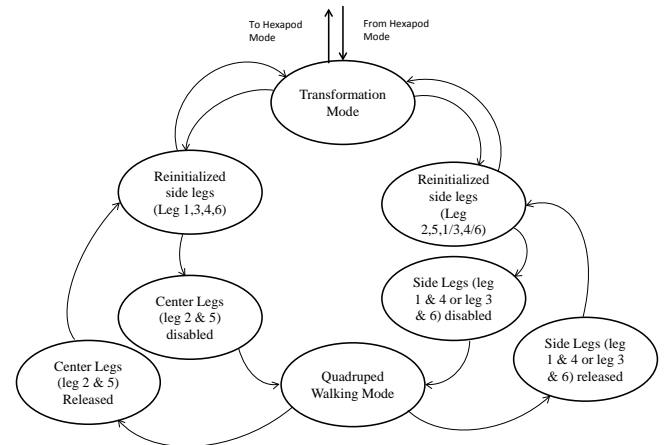 To Hexapod
Mode
From Hexapod
Mode
Transformation
Mode
Reinitialized
side legs
(Leg 1,3,4,6)
Reinitialized
side legs
(Leg
2,5,1/3,4/6)
Center Legs
(leg 2 & 5)
disabled
Side Legs (leg
1 & 4 or leg 3
& 6) disabled
Center Legs
(leg 2 & 5)
Released
Quadruped
Walking Mode
Side Legs (leg
1 & 4 or leg 3
& 6) released